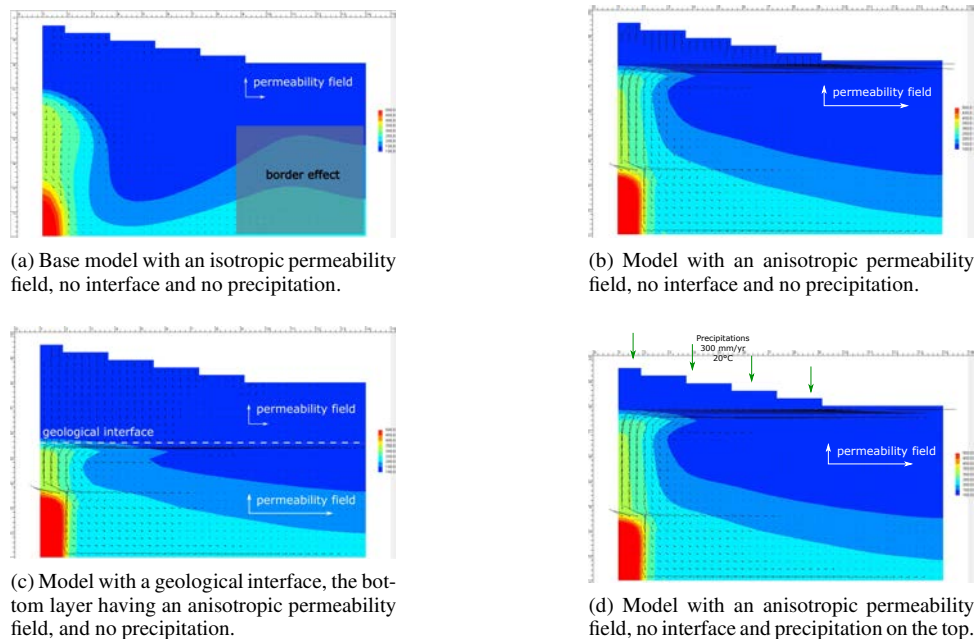 permeability field
border effect
(a) Base model with an isotropic permeability
field, no interface and no precipitation.
permeability field
(b) Model with an anisotropic permeability
field, no interface and no precipitation.
permeability field
geological interface
permeability field
(c) Model with a geological interface, the bot-
tom layer having an anisotropic permeability
field, and no precipitation.
Precipitations
300 mm/yr
20°C
permeability field
(d) Model with an anisotropic permeability
field, no interface and precipitation on the top.